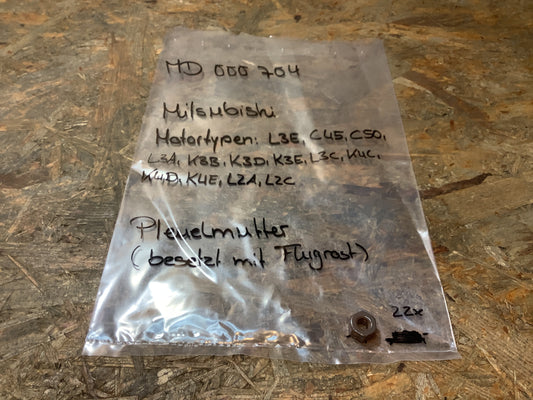 MD 000 704
Mitsubishi
Motortypen: L3E, C45, C50,
L3A, K3B, K3D, K3E, L3C, K4C,
K4D, K4E, L2A, L2C
Pleuelmutter
(besetzt mit Flugrost)
22x